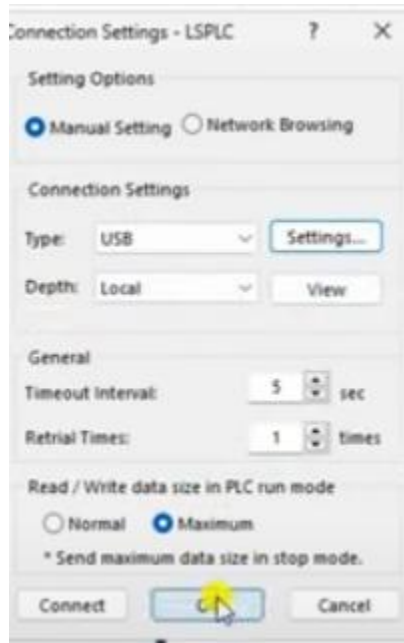 Connection Settings - LSPLC ? ×
Setting Options
Manual Setting Network Browsing
Connection Settings
Type: USB Settings...
Depth: Local View
General
Timeout Interval: 5 sec
Retrial Times: 1 times
Read / Write data size in PLC run mode
Normal Maximum
* Send maximum data size in stop mode.
Connect Cancel